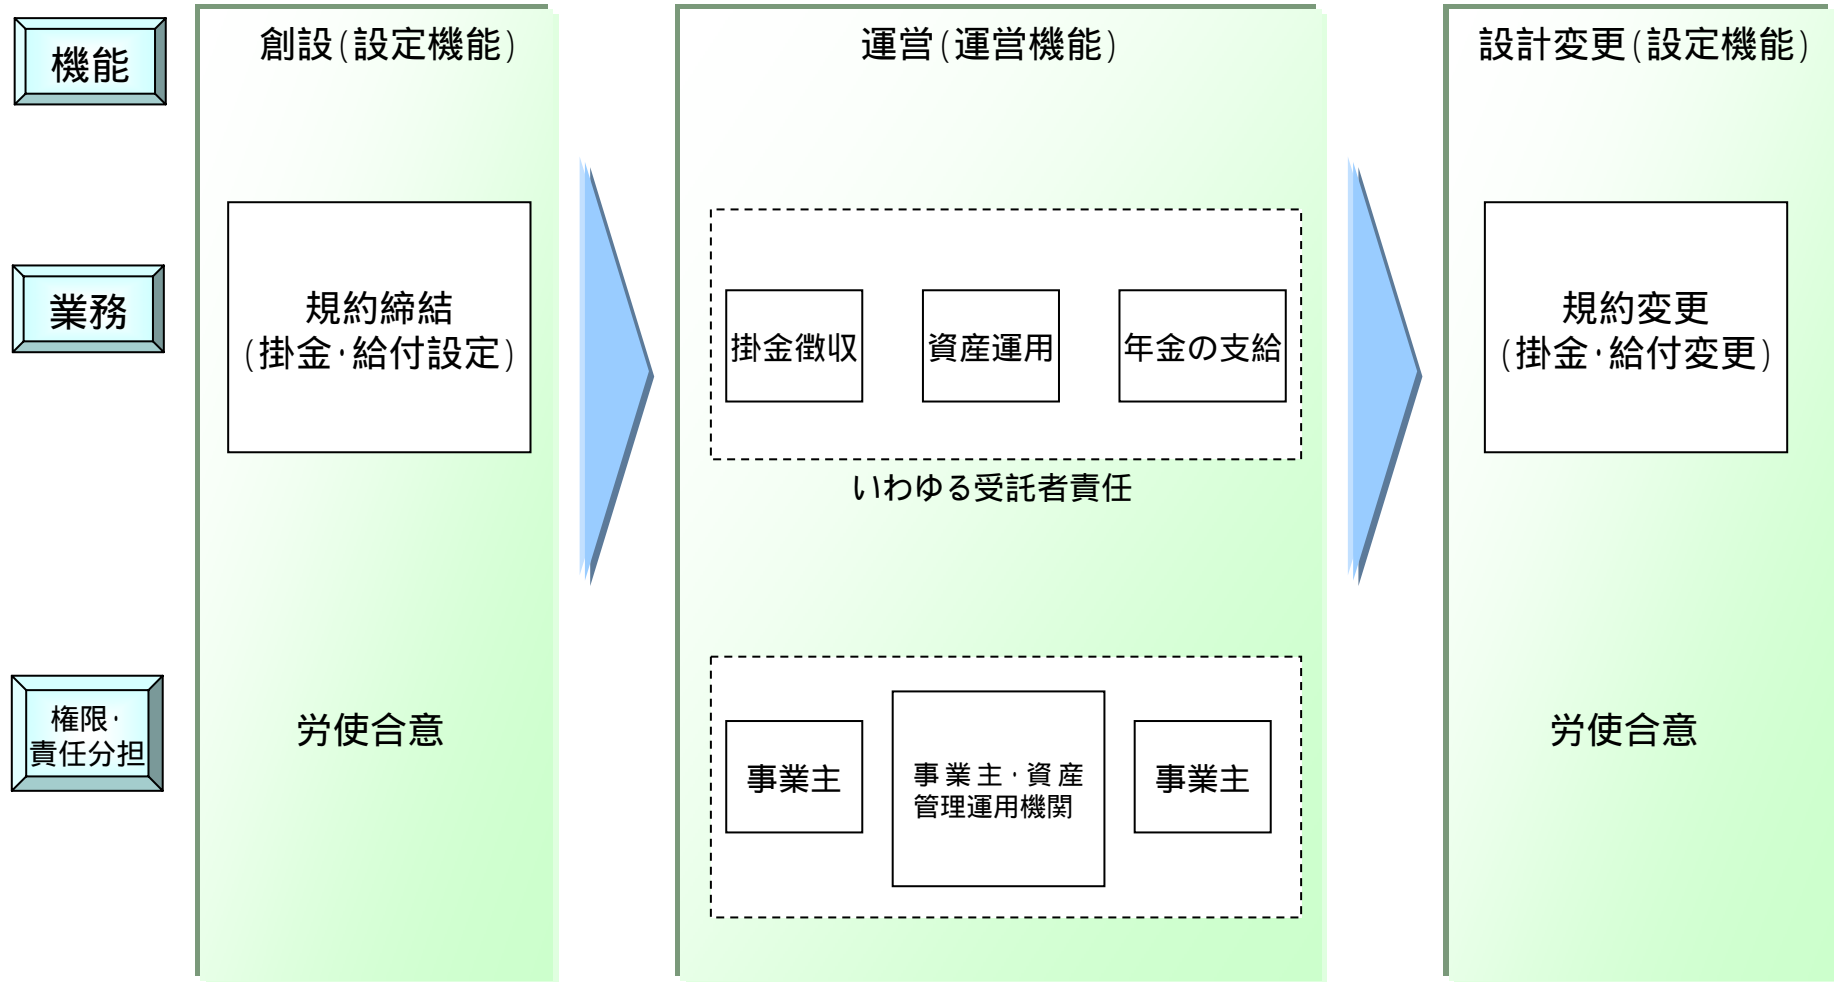 機能
創設(設定機能)
運営(運営機能)
設計変更(設定機能)
業務
規約締結
(掛金・給付設定)
掛金徴収
資産運用
年金の支給
いわゆる受託者責任
規約変更
(掛金・給付変更)
権限・
責任分担
労使合意
事業主
事業主・資産
管理運用機関
事業主
労使合意